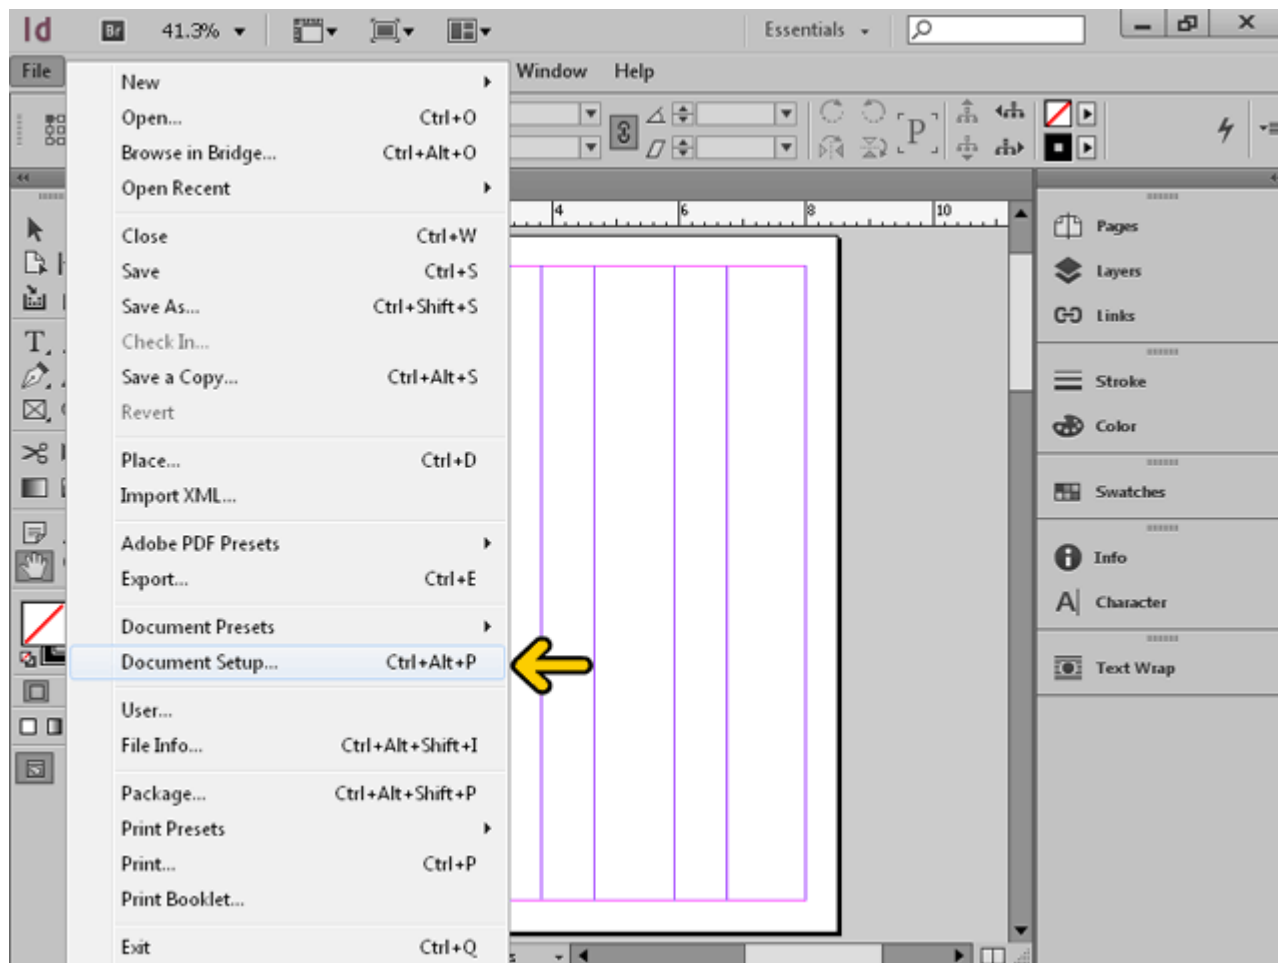 Id Br 41.3% Essentials
File Window Help
New
Open... Ctrl+O
Browse in Bridge... Ctrl+Alt+O
Open Recent
Close Ctrl+W
Save Ctrl+S
Save As... Ctrl+Shift+S
Check In...
Save a Copy... Ctrl+Alt+S
Revert
Place... Ctrl+D
Import XML...
Adobe PDF Presets
Export... Ctrl+E
Document Presets
Document Setup... Ctrl+Alt+P
User...
File Info... Ctrl+Alt+Shift+I
Package... Ctrl+Alt+Shift+P
Print Presets
Print... Ctrl+P
Print Booklet...
Exit Ctrl+Q
4 6 8 10
Pages
Layers
Links
Stroke
Color
Swatches
Info
Character
Text Wrap